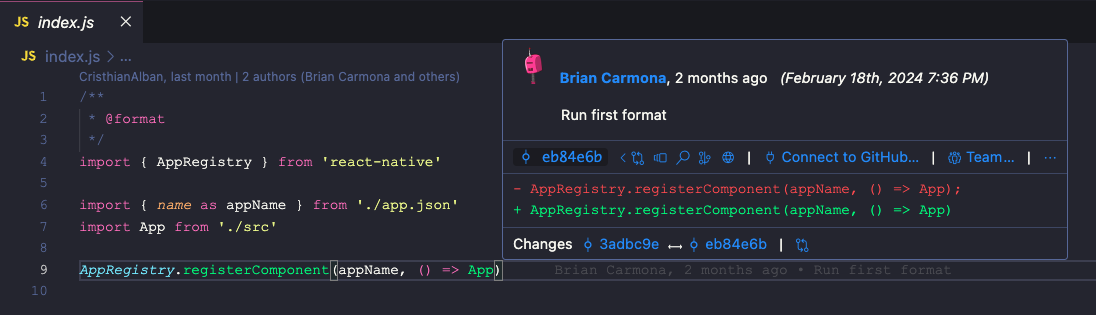 JS index.js ×
JS index.js > ...
CristhianAlban, last month | 2 authors (Brian Carmona and others)
1 /**
2 * @format
3 */
4 import { AppRegistry } from 'react-native'
5
6 import { name as appName } from './app.json'
7 import App from './src'
8
9 AppRegistry.registerComponent(appName, () => App) Brian Carmona, 2 months ago • Run first format
10
Brian Carmona, 2 months ago (February 18th, 2024 7:36 PM)
Run first format
eb84e6b | Connect to GitHub... | Team... | ...
- AppRegistry.registerComponent(appName, () => App);
+ AppRegistry.registerComponent(appName, () => App)
Changes 3adbc9e ⟷ eb84e6b |